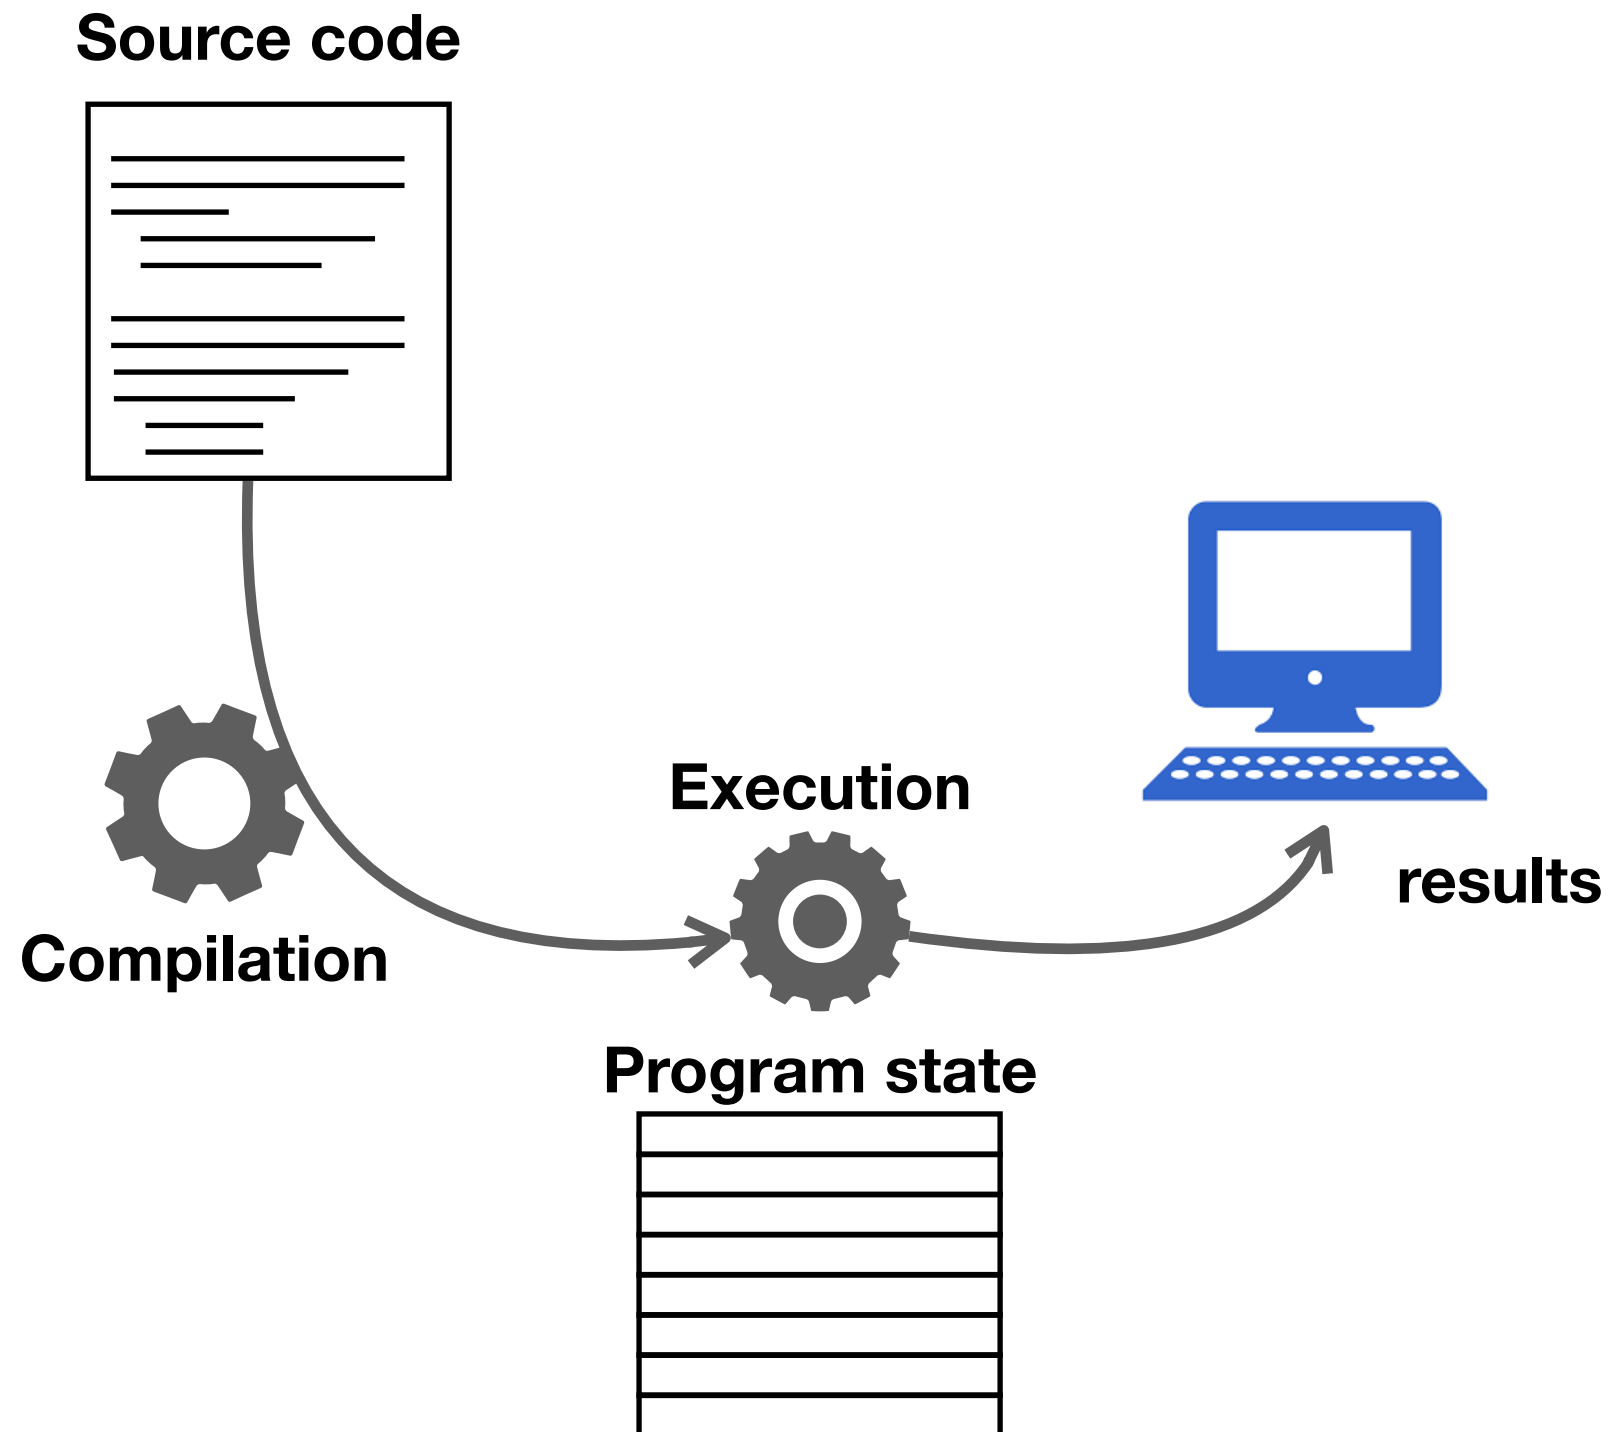 Source code
Compilation
Execution
Program state
results